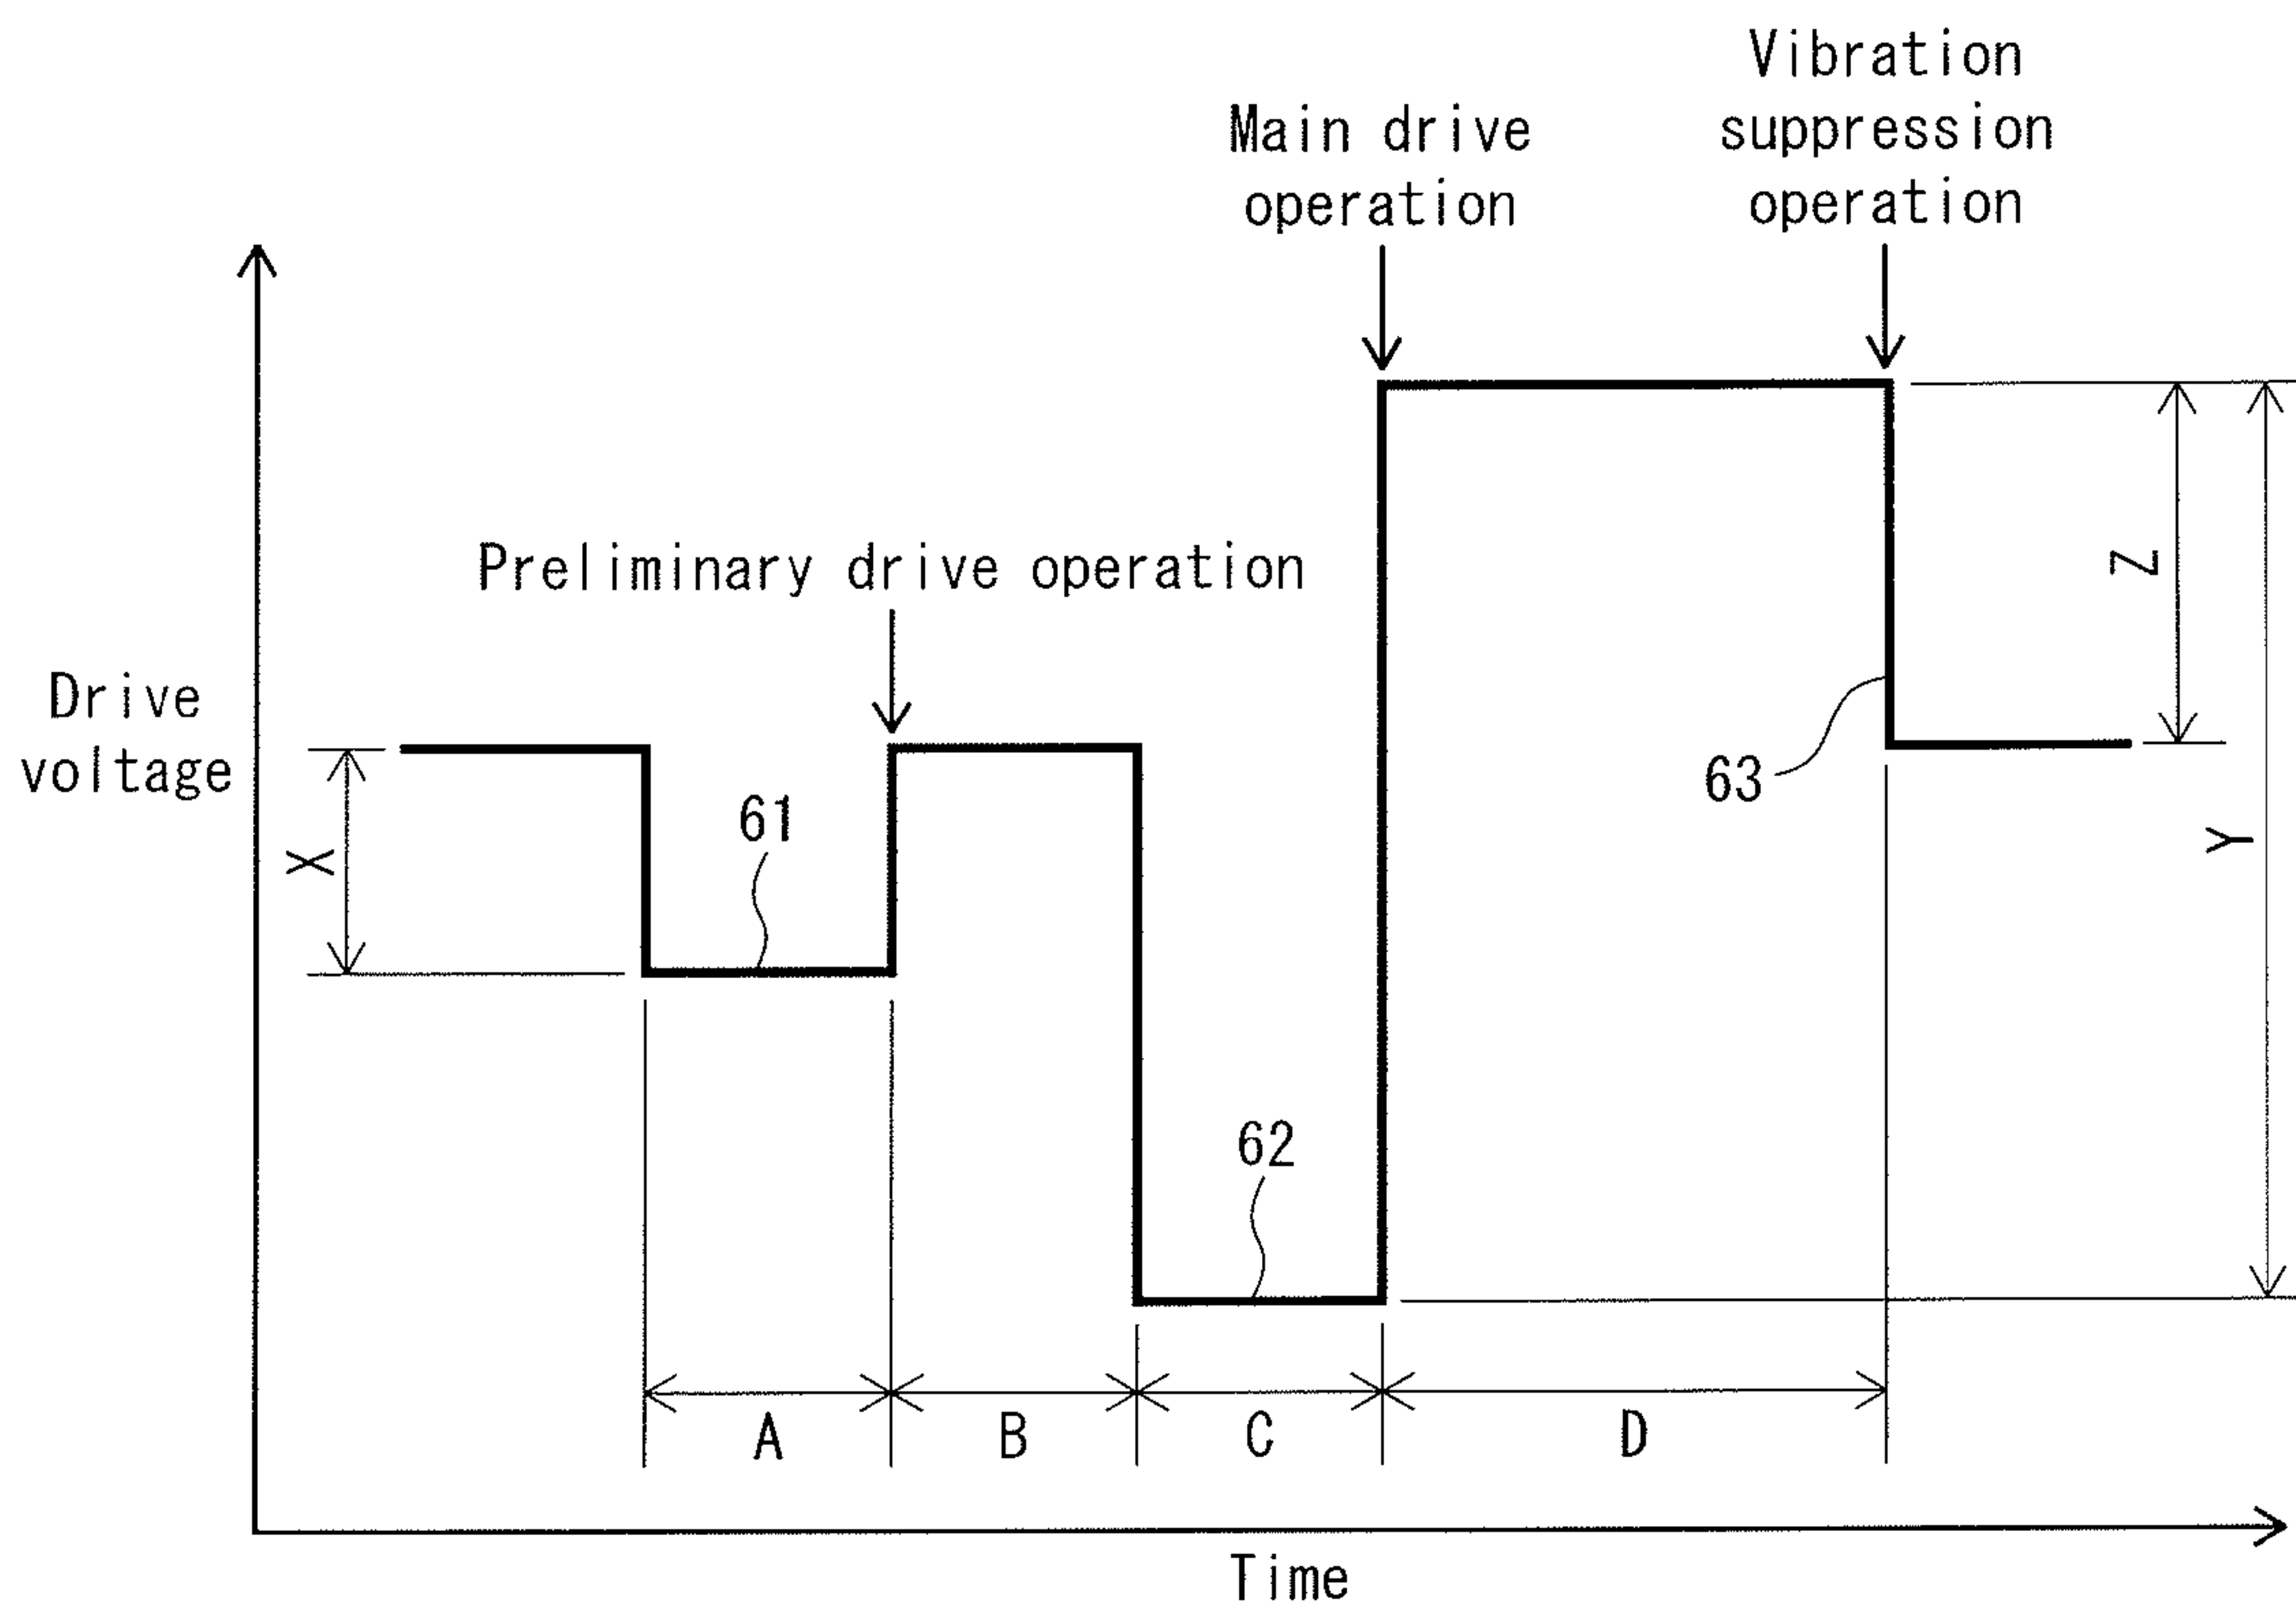 Vibration
suppression
operation
Main drive
operation
Preliminary drive operation
Drive
voltage
X
61
63
Z
Y
62
A
B
C
D
Time